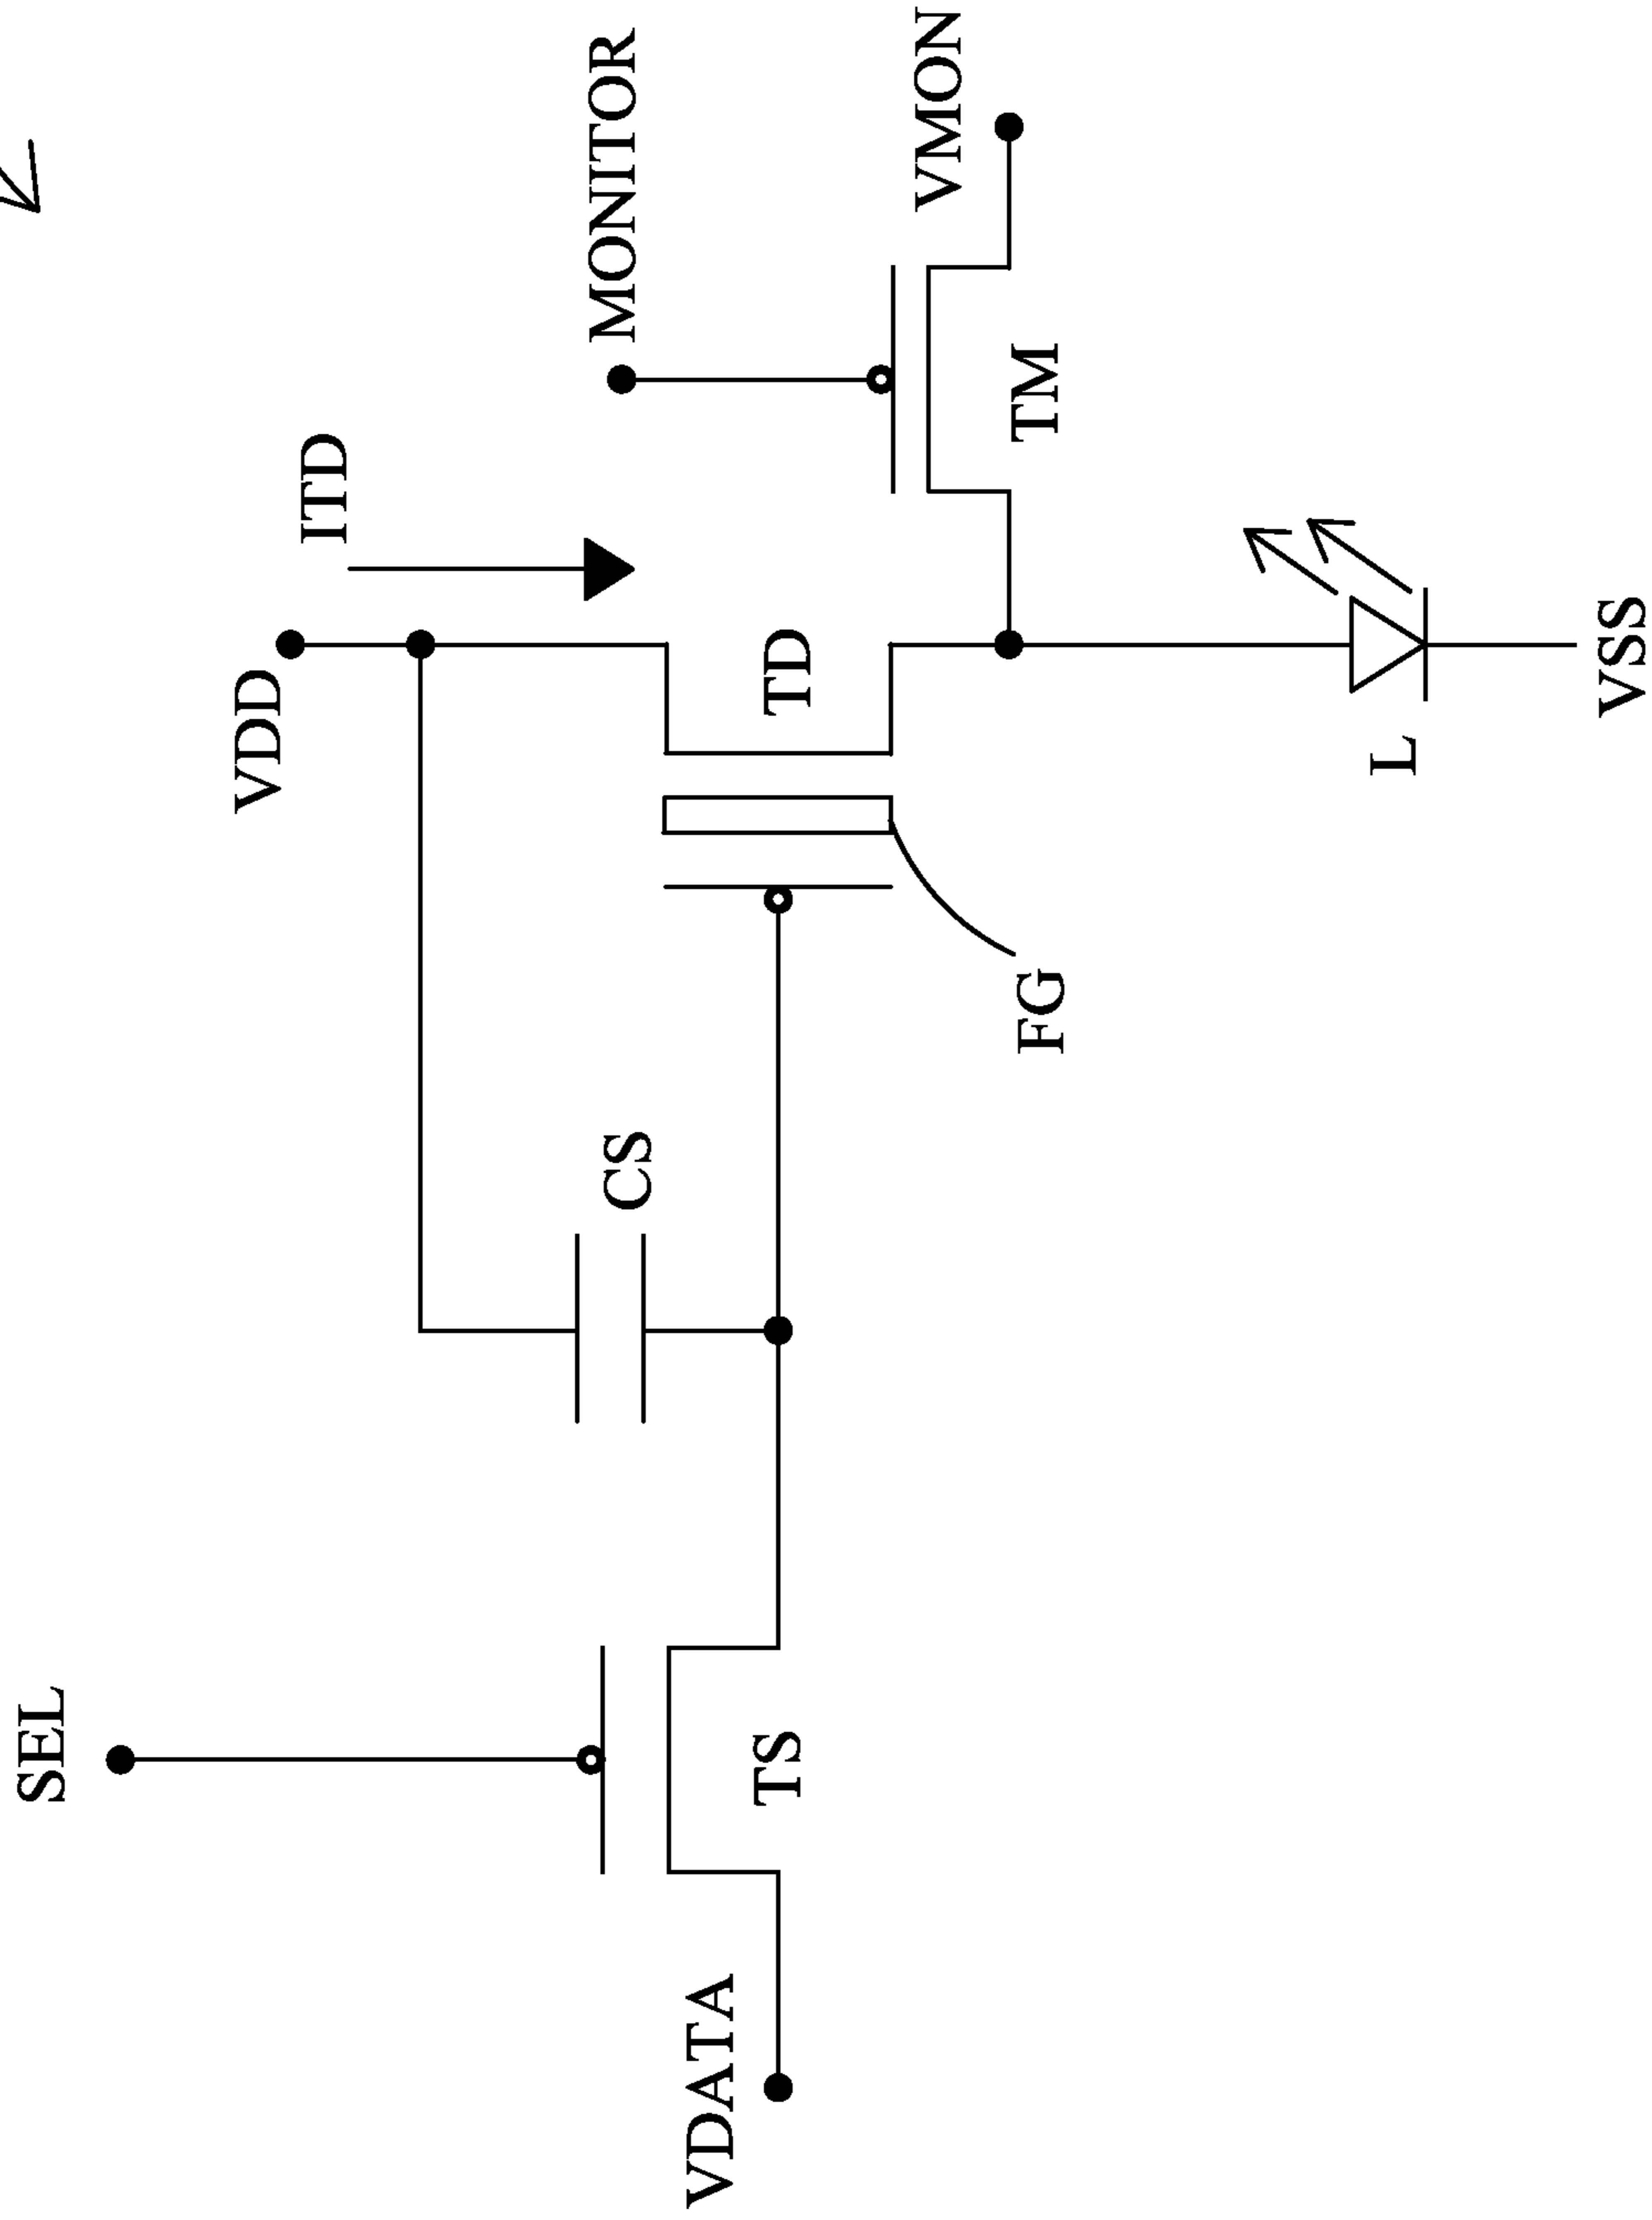 SEL
VDD
ITD
MONITOR
VMON
CS
TD
TM
VDATA
TS
FG
L
VSS